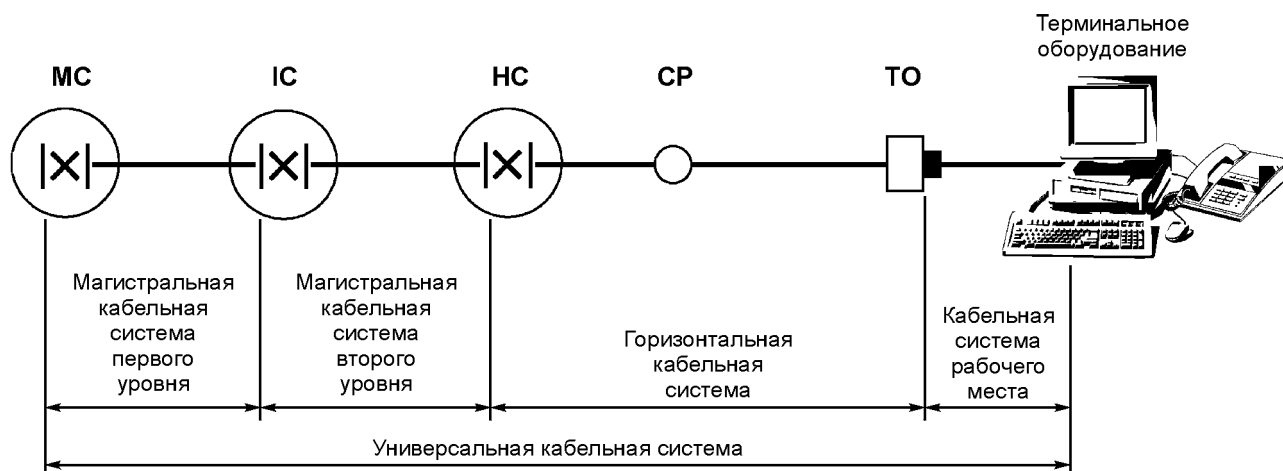 Терминальное
оборудование
MC
IC
HC
CP
TO
Магистральная
кабельная
система
первого
уровня
Магистральная
кабельная
система
второго
уровня
Горизонтальная
кабельная
система
Кабельная
система
рабочего
места
Универсальная кабельная система